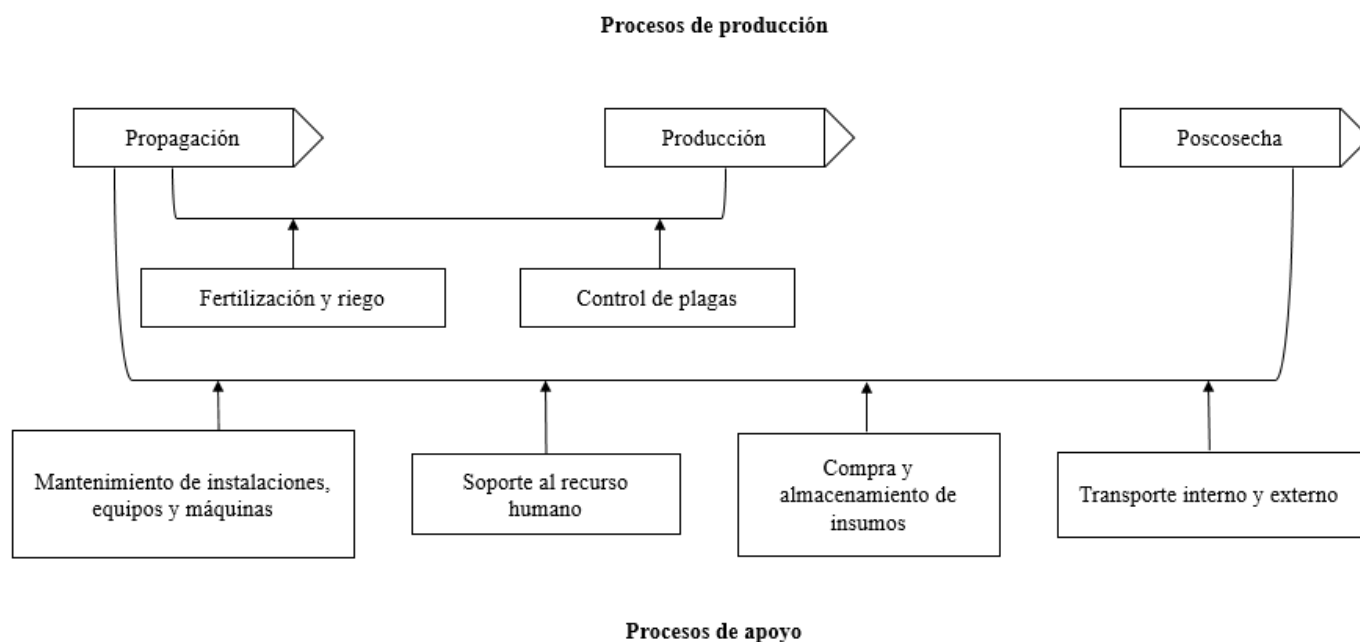 Procesos de producción
Propagación
Producción
Poscosecha
Fertilización y riego
Control de plagas
Mantenimiento de instalaciones,
equipos y máquinas
Soporte al recurso
humano
Compra y
almacenamiento de
insumos
Transporte interno y externo
Procesos de apoyo